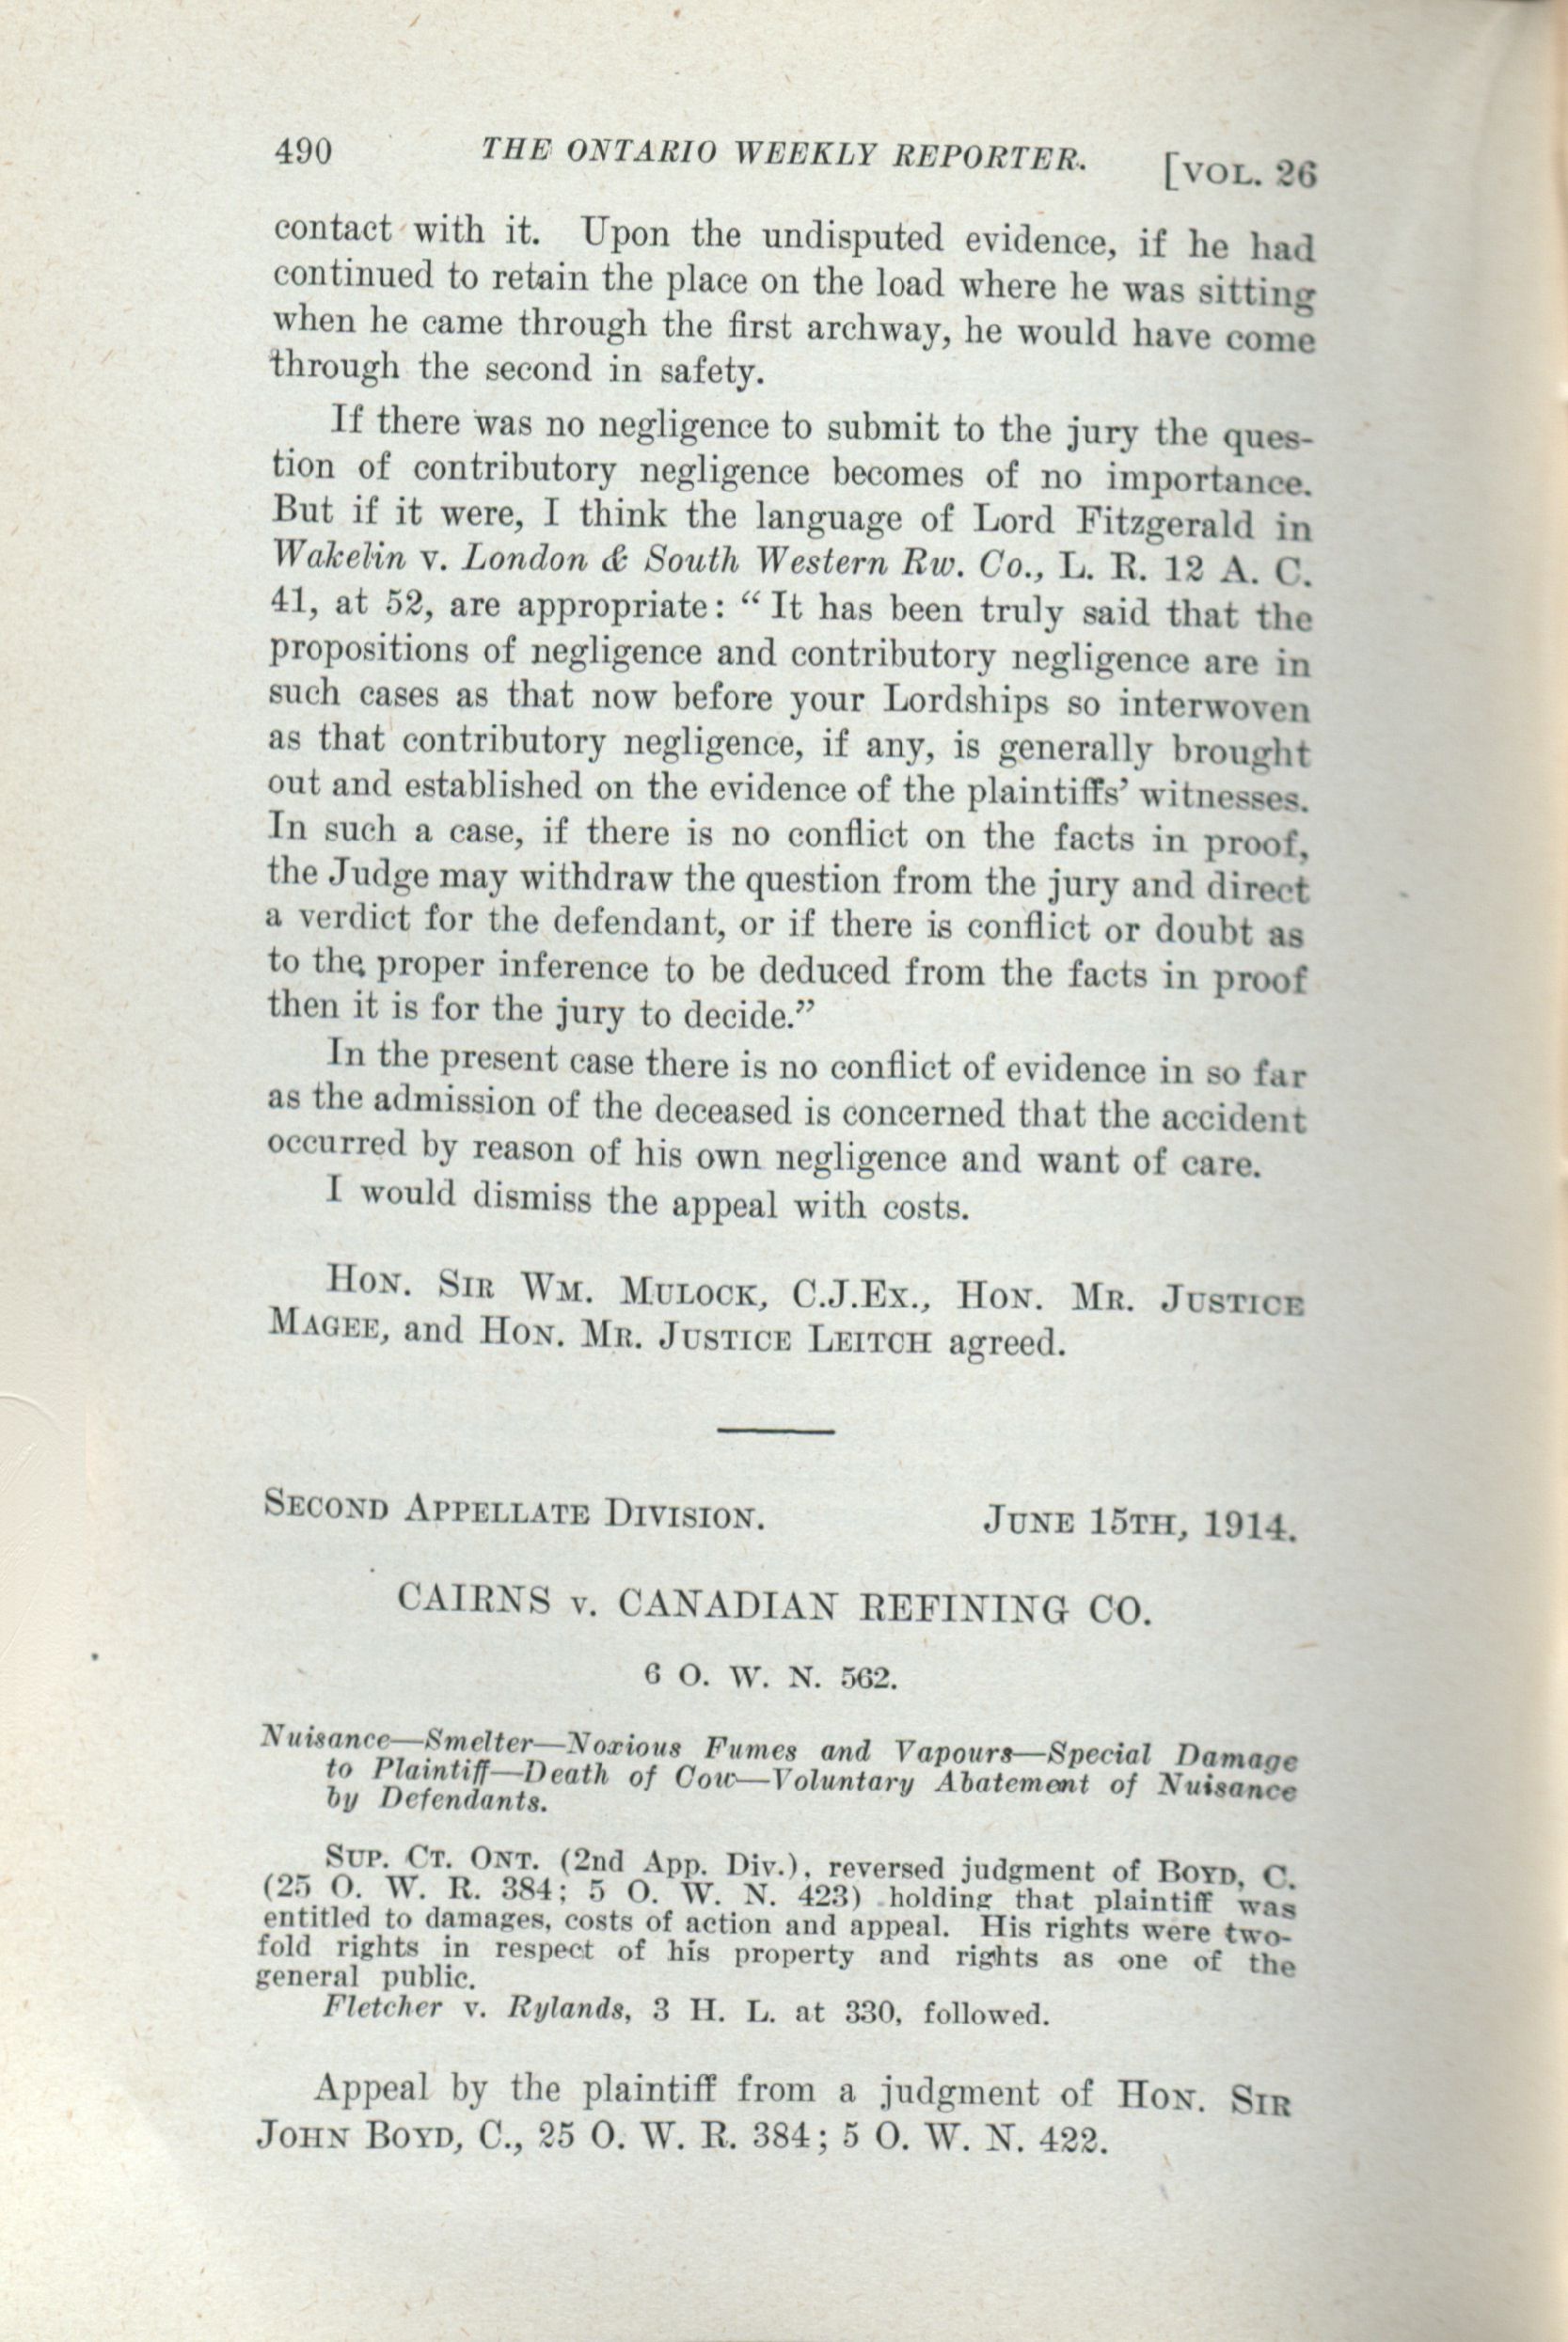 490 THE ONTARIO WEEKLY REPORTER. [VOL. 26
contact with it. Upon the undisputed evidence, if he had
continued to retain the place on the load where he was sitting
when he came through the first archway, he would have come
through the second in safety.
If there was no negligence to submit to the jury the ques-
tion of contributory negligence becomes of no importance.
But if it were, I think the language of Lord Fitzgerald in
Wakelin v. London & South Western Rw. Co., L. R. 12 A. C.
41, at 52, are appropriate: “ It has been truly said that the
propositions of negligence and contributory negligence are in
such cases as that now before your Lordships so interwoven
as that contributory negligence, if any, is generally brought
out and established on the evidence of the plaintiffs’ witnesses.
In such a case, if there is no conflict on the facts in proof,
the Judge may withdraw the question from the jury and direct
a verdict for the defendant, or if there is conflict or doubt as
to the proper inference to be deduced from the facts in proof
then it is for the jury to decide.”
In the present case there is no conflict of evidence in so far
as the admission of the deceased is concerned that the accident
occurred by reason of his own negligence and want of care.
I would dismiss the appeal with costs.
HON. SIR WM. MULOCK, C.J.EX., HON. MR. JUSTICE
MAGEE, and HON. MR. JUSTICE LEITCH agreed.
SECOND APPELLATE DIVISION. JUNE 15TH, 1914.
CAIRNS v. CANADIAN REFINING CO.
6 O. W. N. 562.
Nuisance—Smelter—Noxious Fumes and Vapours—Special Damage
to Plaintiff—Death of Cow—Voluntary Abatement of Nuisance
by Defendants.
SUP. CT. ONT. (2nd App. Div.), reversed judgment of BOYD, C.
(25 O. W. R. 384; 5 O. W. N. 423) holding that plaintiff was
entitled to damages, costs of action and appeal. His rights were two-
fold rights in respect of his property and rights as one of the
general public.
Fletcher v. Rylands, 3 H. L. at 330, followed.
Appeal by the plaintiff from a judgment of HON. SIR
JOHN BOYD, C., 25 O. W. R. 384; 5 O. W. N. 422.